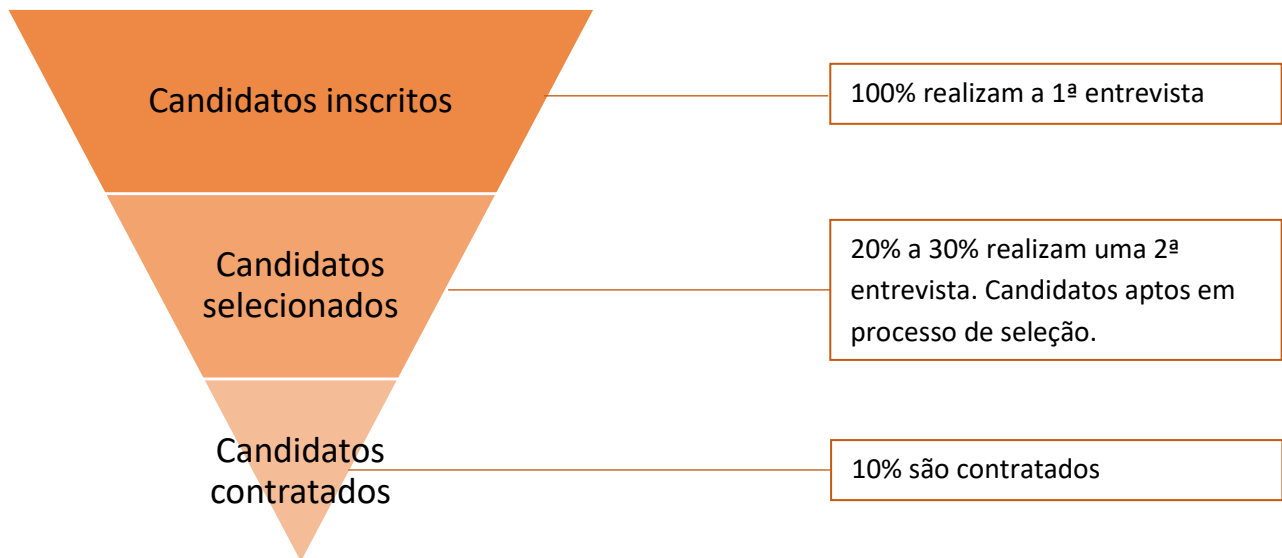 Candidatos inscritos
100% realizam a 1ª entrevista
Candidatos
selecionados
20% a 30% realizam uma 2ª
entrevista. Candidatos aptos em
processo de seleção.
Candidatos
contratados
10% são contratados